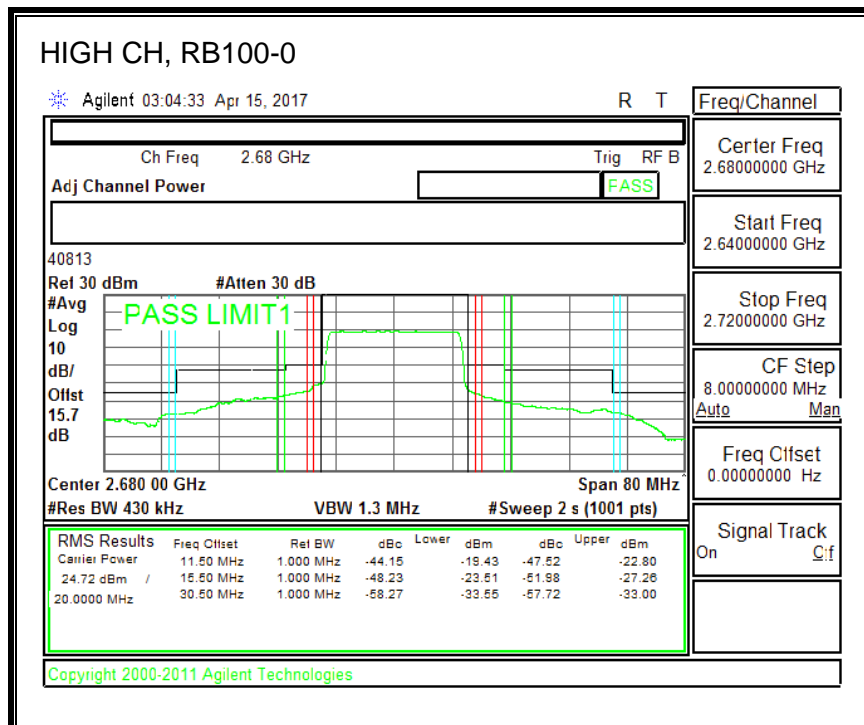 HIGH CH, RB100-0
Agilent 03:04:33 Apr 15, 2017 R T
Freq/Channel
Ch Freq 2.68 GHz Trig RF B
Adj Channel Power PASS
Center Freq
2.68000000 GHz
Start Freq
2.64000000 GHz
Stop Freq
2.72000000 GHz
CF Step
8.00000000 MHz
Auto Man
Freq Offset
0.00000000 Hz
Signal Track
On Off
40813
Ref 30 dBm #Atten 30 dB
#Avg
Log
10
dB/
Offst
15.7
dB
PASS LIMIT1
Center 2.680 00 GHz Span 80 MHz
#Res BW 430 kHz VBW 1.3 MHz #Sweep 2 s (1001 pts)
RMS Results Freq Offset Ref BW dBc Lower dBm dBc Upper dBm
Carrier Power 11.50 MHz 1.000 MHz -44.15 -19.43 -47.52 -22.80
24.72 dBm / 15.50 MHz 1.000 MHz -48.23 -23.51 -51.98 -27.26
20.0000 MHz 30.50 MHz 1.000 MHz -58.27 -33.55 -57.72 -33.00
Copyright 2000-2011 Agilent Technologies